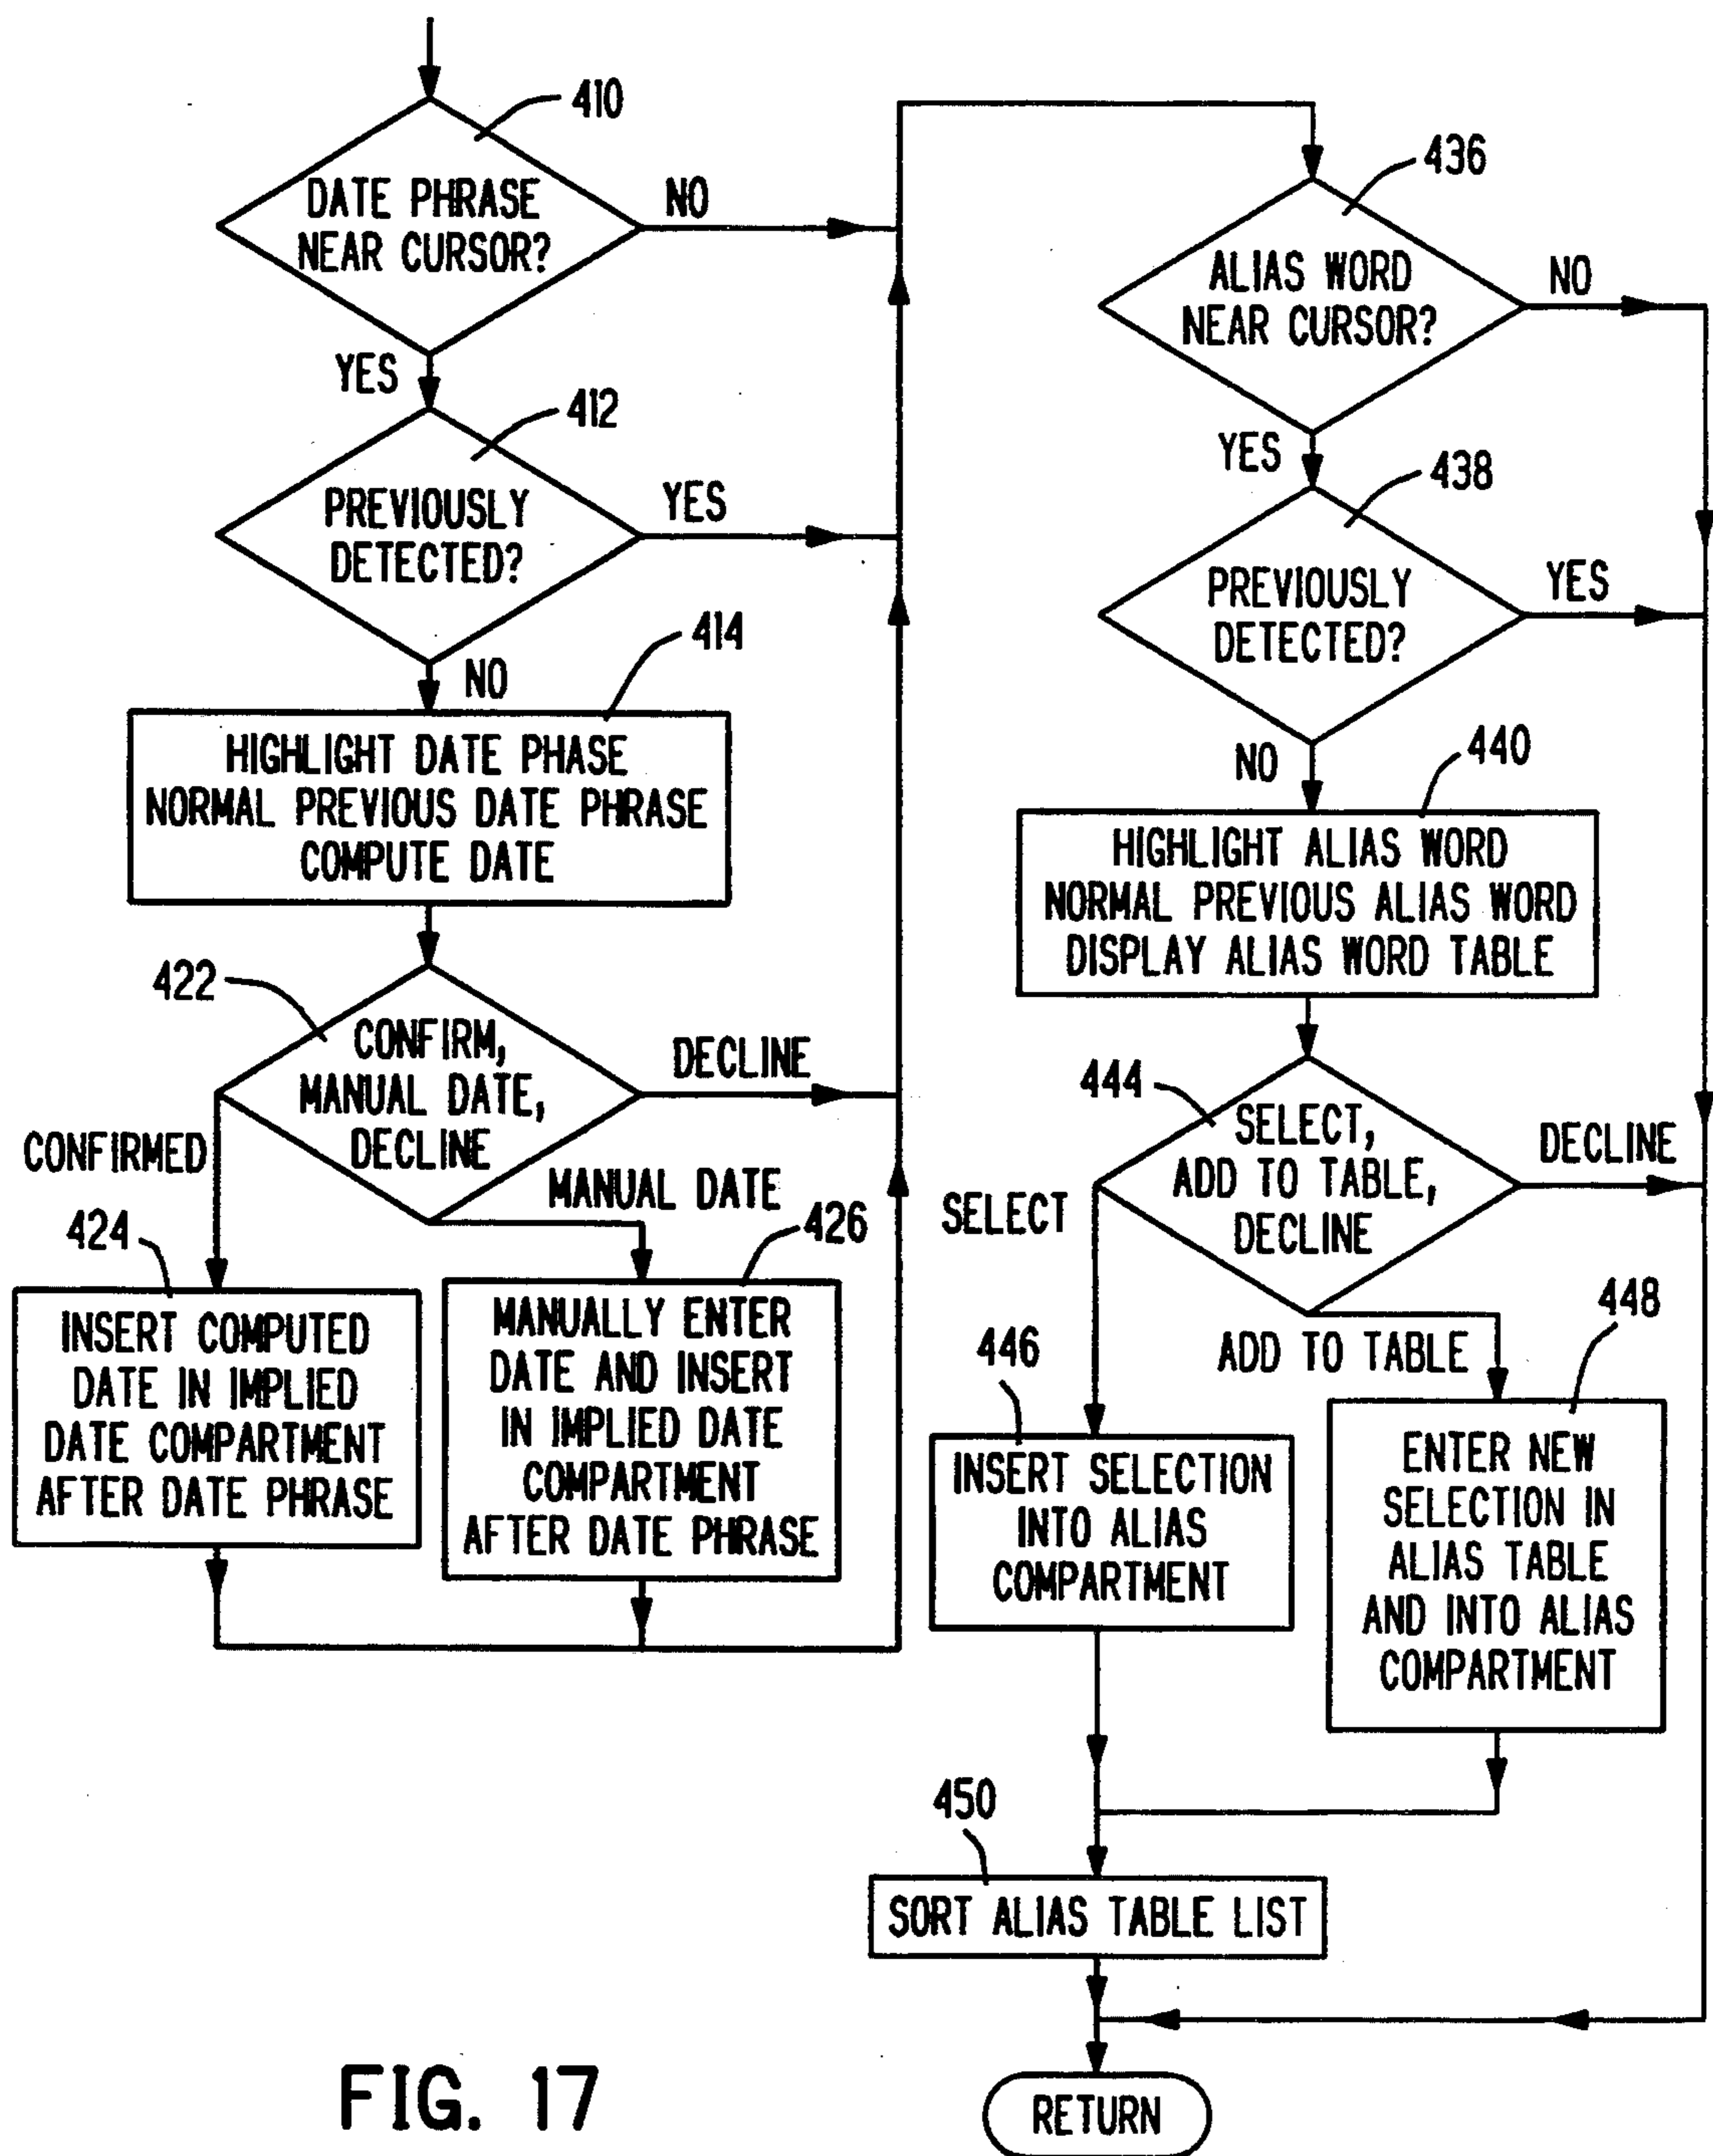 410
DATE PHRASE
NEAR CURSOR?
NO
YES
412
PREVIOUSLY
DETECTED?
YES
NO
414
HIGHLIGHT DATE PHASE
NORMAL PREVIOUS DATE PHRASE
COMPUTE DATE
422
CONFIRM,
MANUAL DATE,
DECLINE
DECLINE
CONFIRMED
MANUAL DATE
424
INSERT COMPUTED
DATE IN IMPLIED
DATE COMPARTMENT
AFTER DATE PHRASE
426
MANUALLY ENTER
DATE AND INSERT
IN IMPLIED DATE
COMPARTMENT
AFTER DATE PHRASE
436
ALIAS WORD
NEAR CURSOR?
NO
YES
438
PREVIOUSLY
DETECTED?
YES
NO
440
HIGHLIGHT ALIAS WORD
NORMAL PREVIOUS ALIAS WORD
DISPLAY ALIAS WORD TABLE
444
SELECT,
ADD TO TABLE,
DECLINE
DECLINE
SELECT
ADD TO TABLE
446
INSERT SELECTION
INTO ALIAS
COMPARTMENT
448
ENTER NEW
SELECTION IN
ALIAS TABLE
AND INTO ALIAS
COMPARTMENT
450
SORT ALIAS TABLE LIST
RETURN
FIG. 17